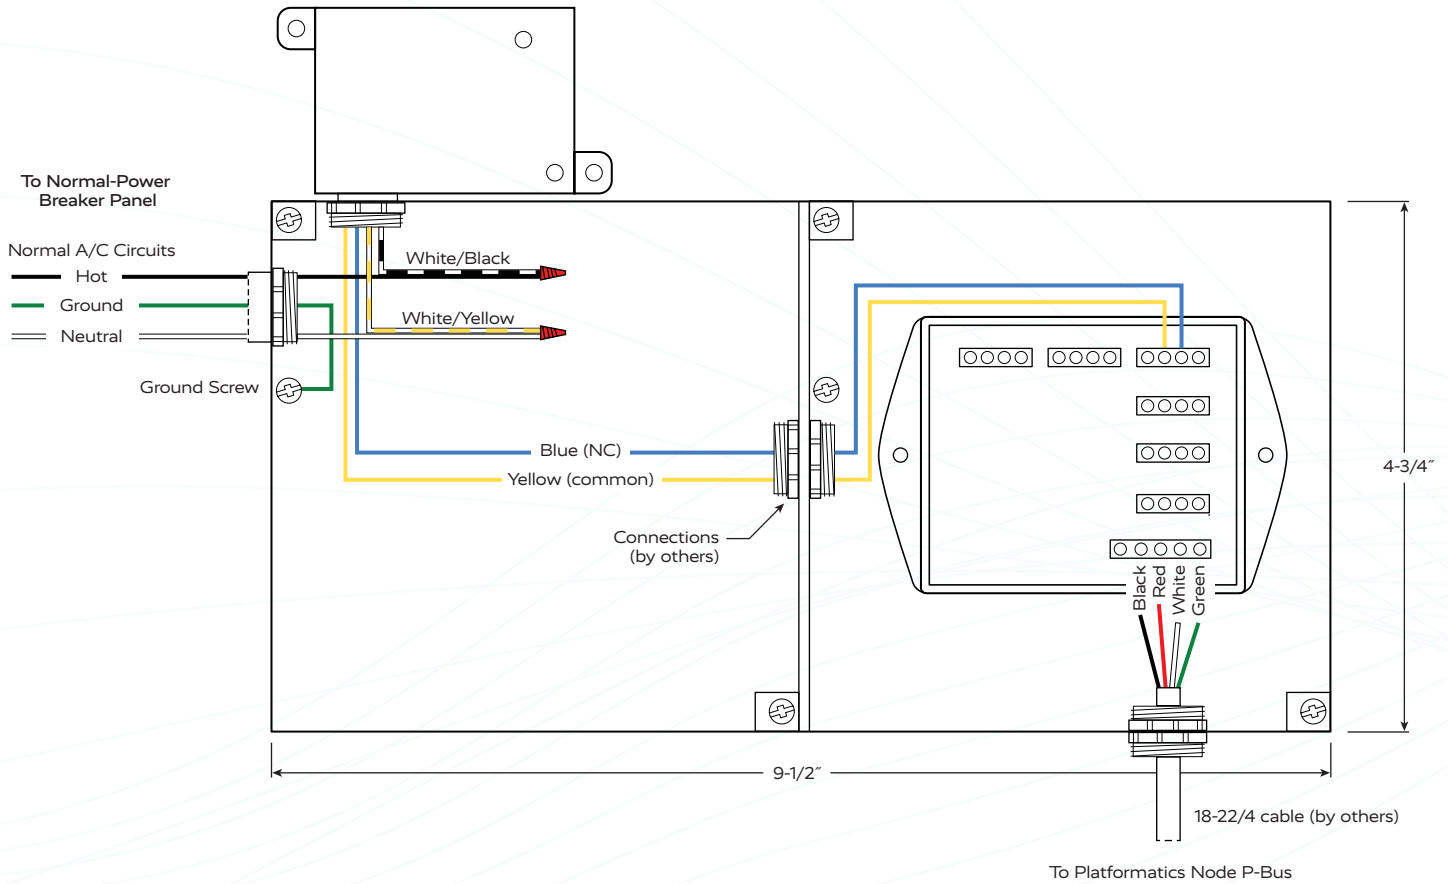 To Normal-Power
Breaker Panel
Normal A/C Circuits
Hot
Ground
Neutral
Ground Screw
White/Black
White/Yellow
Blue (NC)
Yellow (common)
Connections
(by others)
Black
Red
White
Green
4-3/4″
9-1/2″
18-22/4 cable (by others)
To Platformatics Node P-Bus